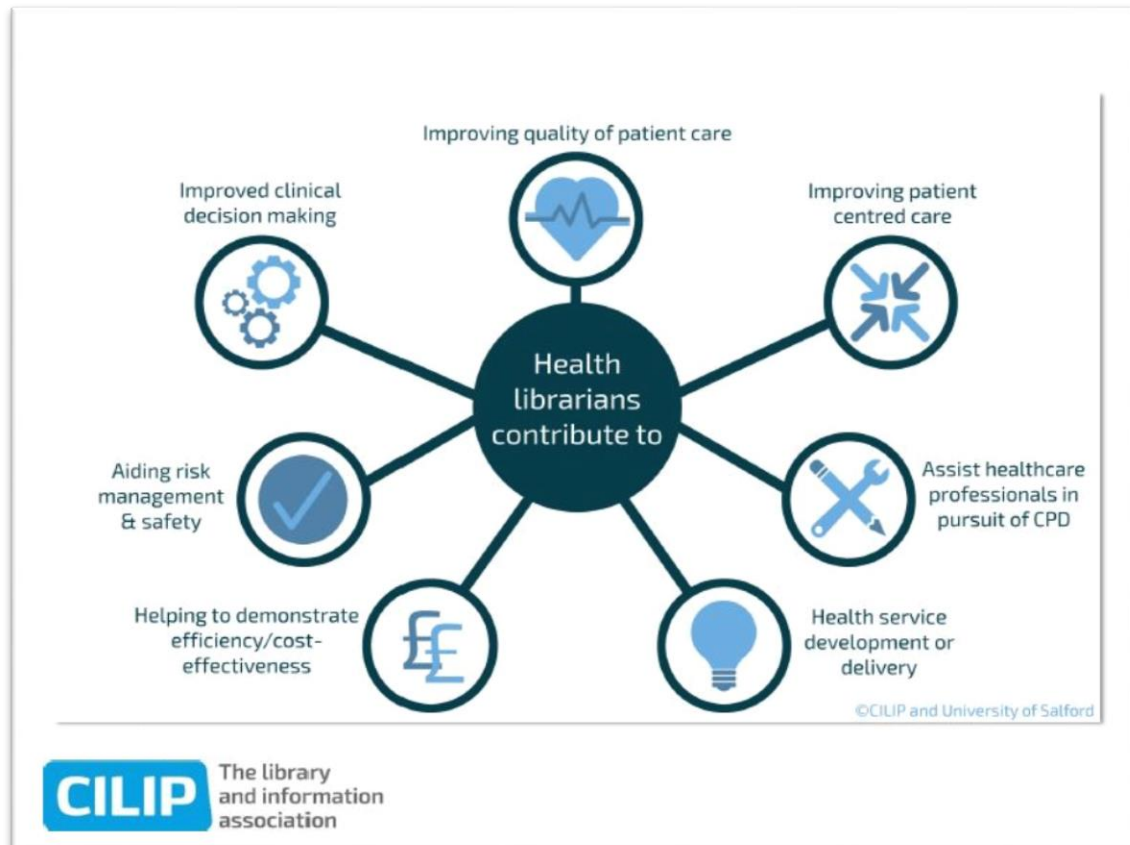 Improving quality of patient care
Improved clinical
decision making
Improving patient
centred care
Health
librarians
contribute to
Aiding risk
management
& safety
Assist healthcare
professionals in
pursuit of CPD
Helping to demonstrate
efficiency/cost-
effectiveness
££
Health service
development or
delivery
©CILIP and University of Salford
CILIP
The library
and information
association